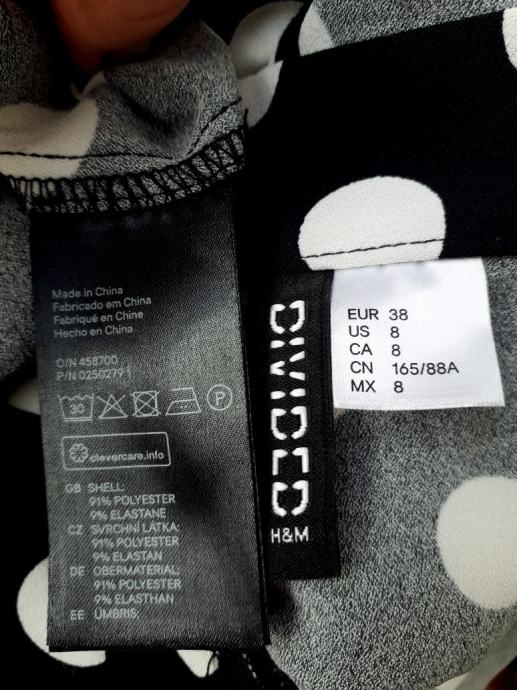 Made in China
Fabricado em China
Fabriqué en Chine
Hecho en China
O/N 458700
P/N 0250279
30
P
clevercare.info
GB SHELL:
91% POLYESTER
9% ELASTANE
CZ SVRCHNÍ LÁTKA:
91% POLYESTER
9% ELASTAN
DE OBERMATERIAL:
91% POLYESTER
9% ELASTHAN
EE ÜMBRIS:
DIVIDED
H&M
EUR 38
US 8
CA 8
CN 165/88A
MX 8